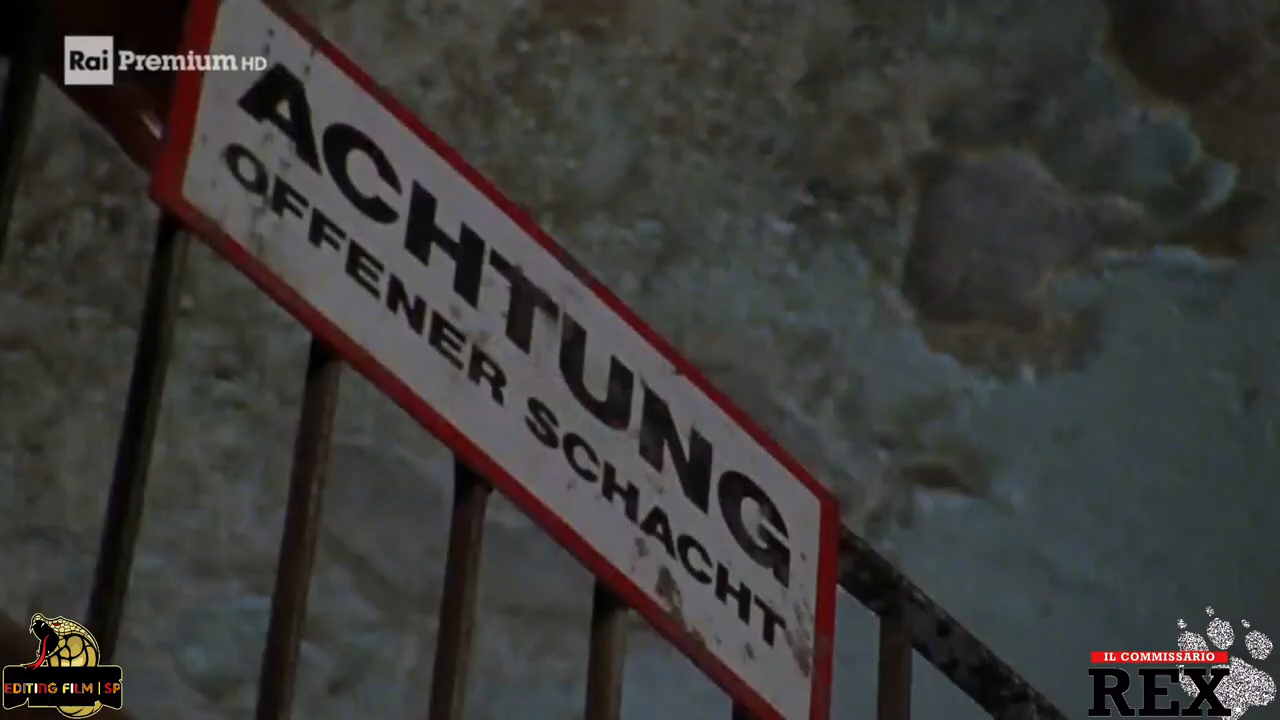 Rai Premium HD
ACHTUNG
OFFENER SCHACHT
EDITING FILM | SP
IL COMMISSARIO
REX